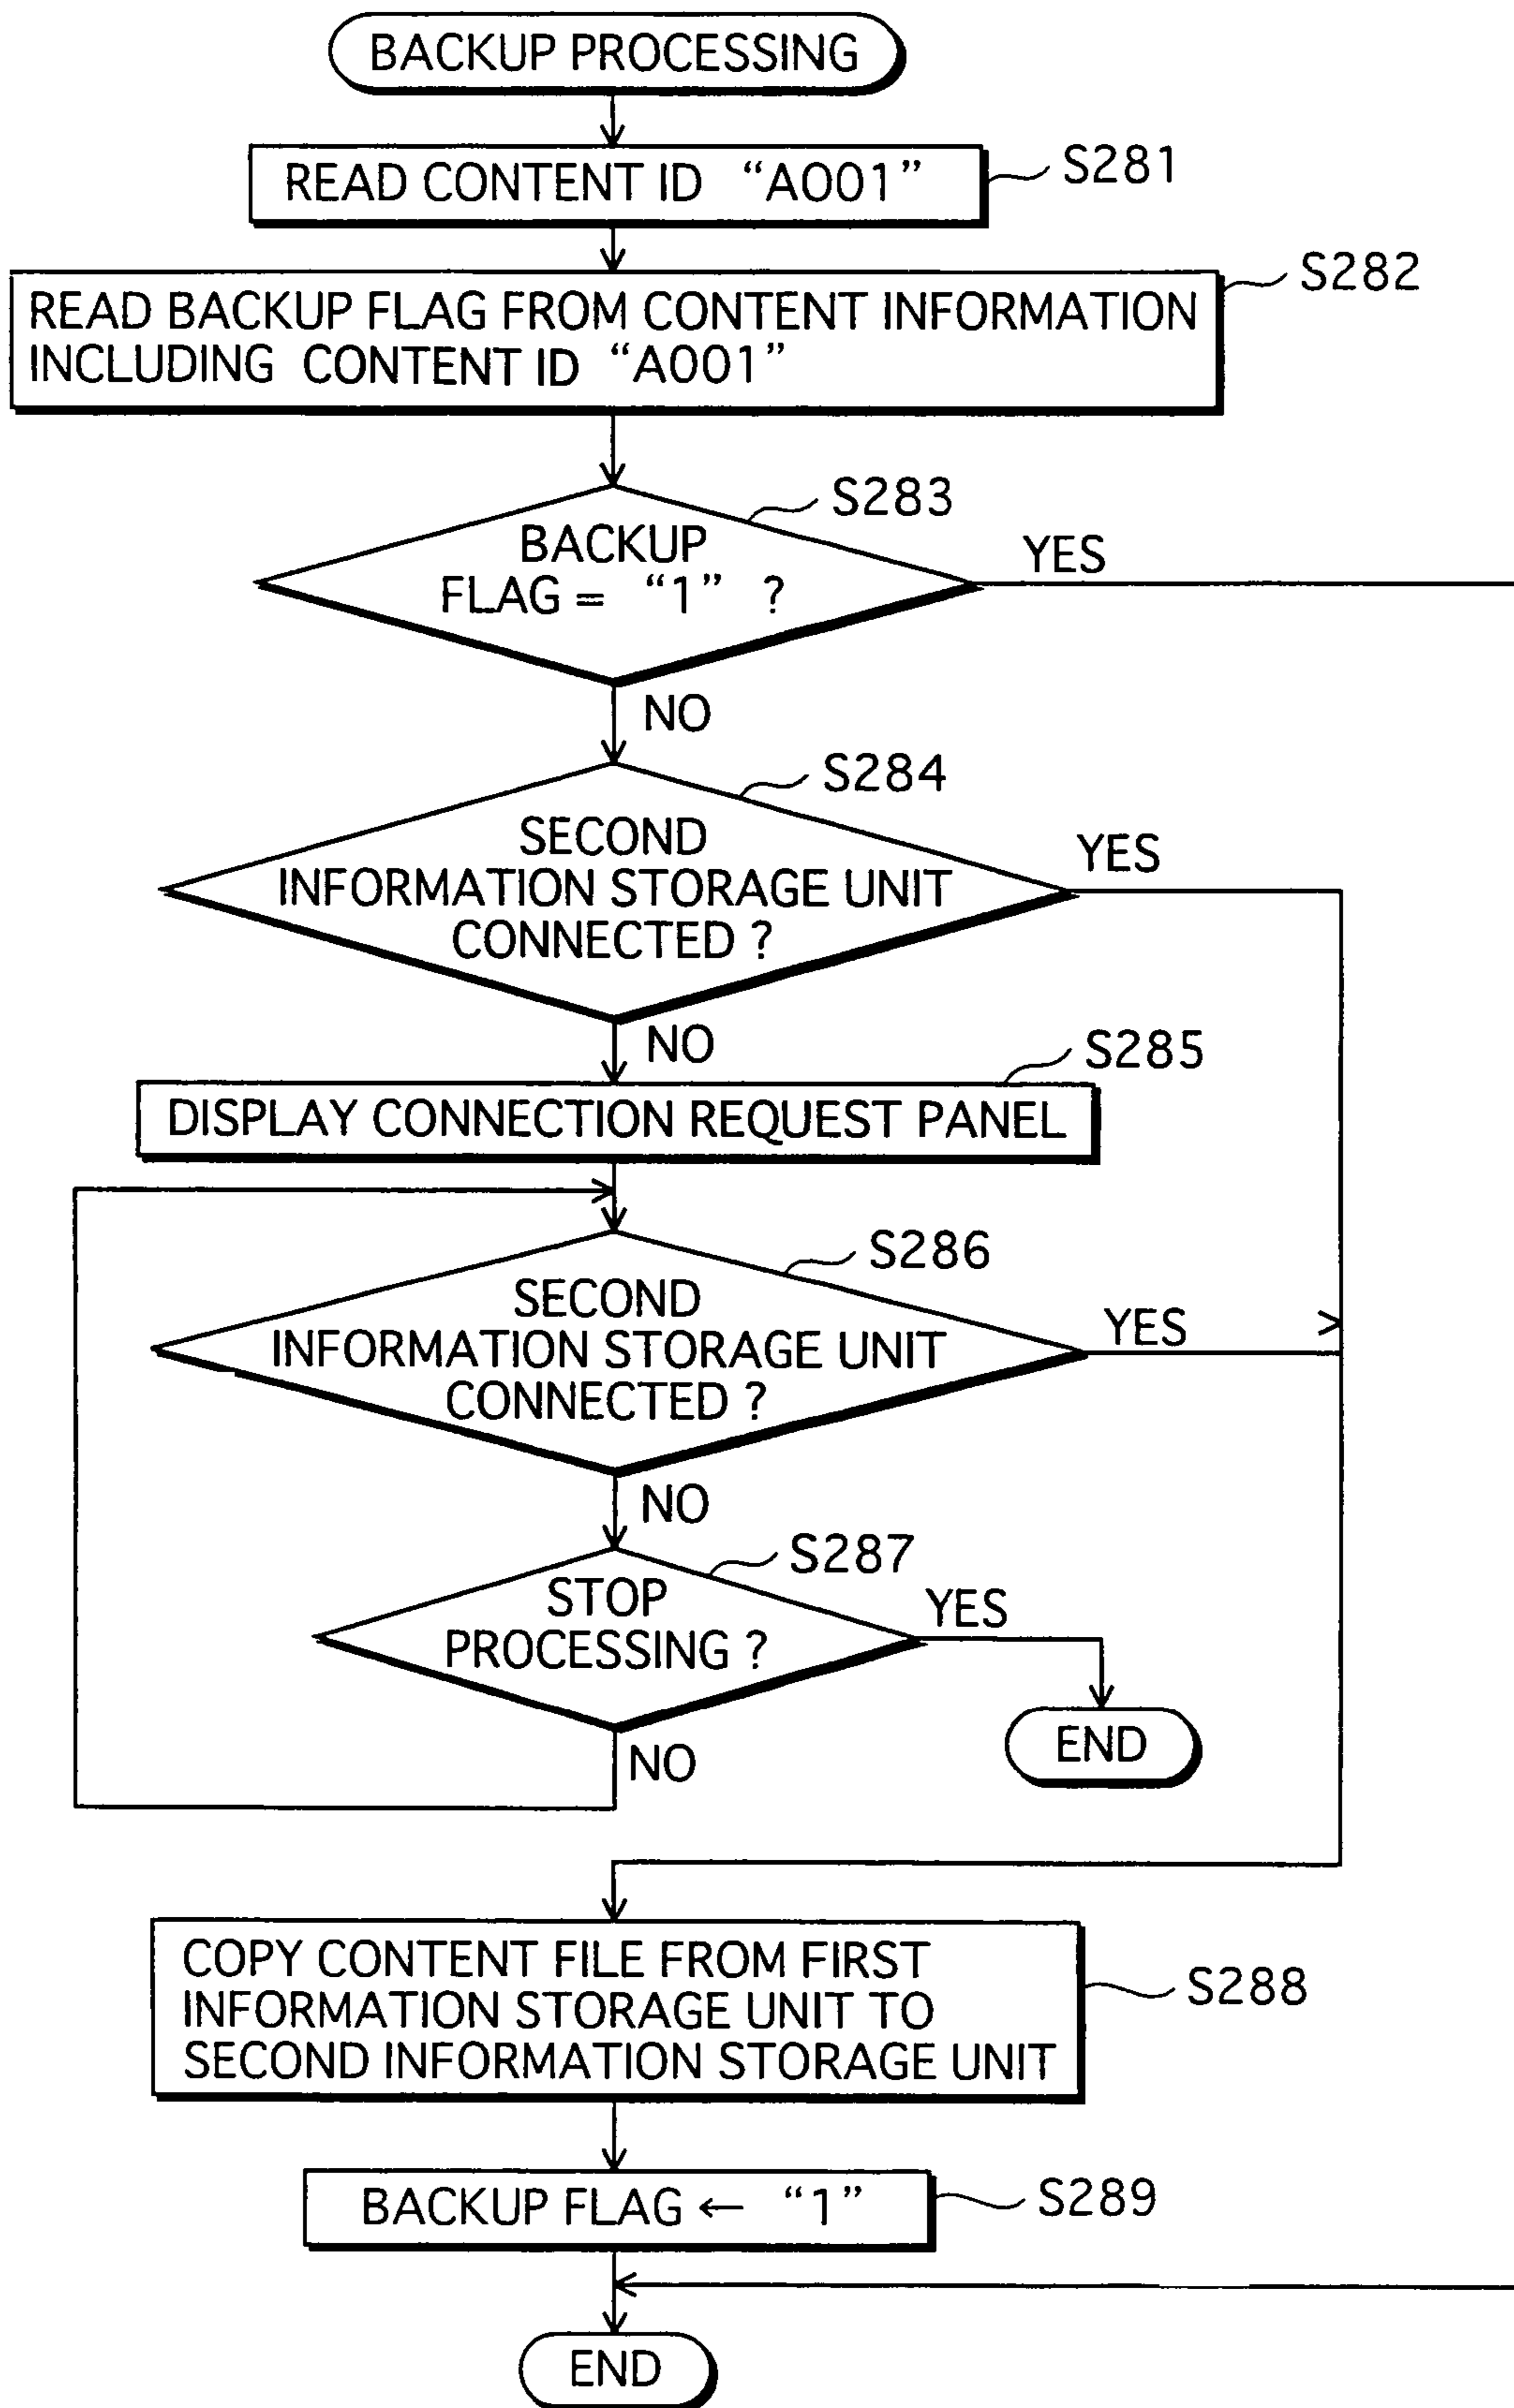 BACKUP PROCESSING
READ CONTENT ID “A001”
S281
S282
READ BACKUP FLAG FROM CONTENT INFORMATION
INCLUDING CONTENT ID “A001”
S283
BACKUP
FLAG = “1” ?
YES
NO
S284
SECOND
INFORMATION STORAGE UNIT
CONNECTED ?
YES
NO
S285
DISPLAY CONNECTION REQUEST PANEL
S286
SECOND
INFORMATION STORAGE UNIT
CONNECTED ?
YES
NO
S287
STOP
PROCESSING ?
YES
END
NO
COPY CONTENT FILE FROM FIRST
INFORMATION STORAGE UNIT TO
SECOND INFORMATION STORAGE UNIT
S288
BACKUP FLAG ← “1”
S289
END